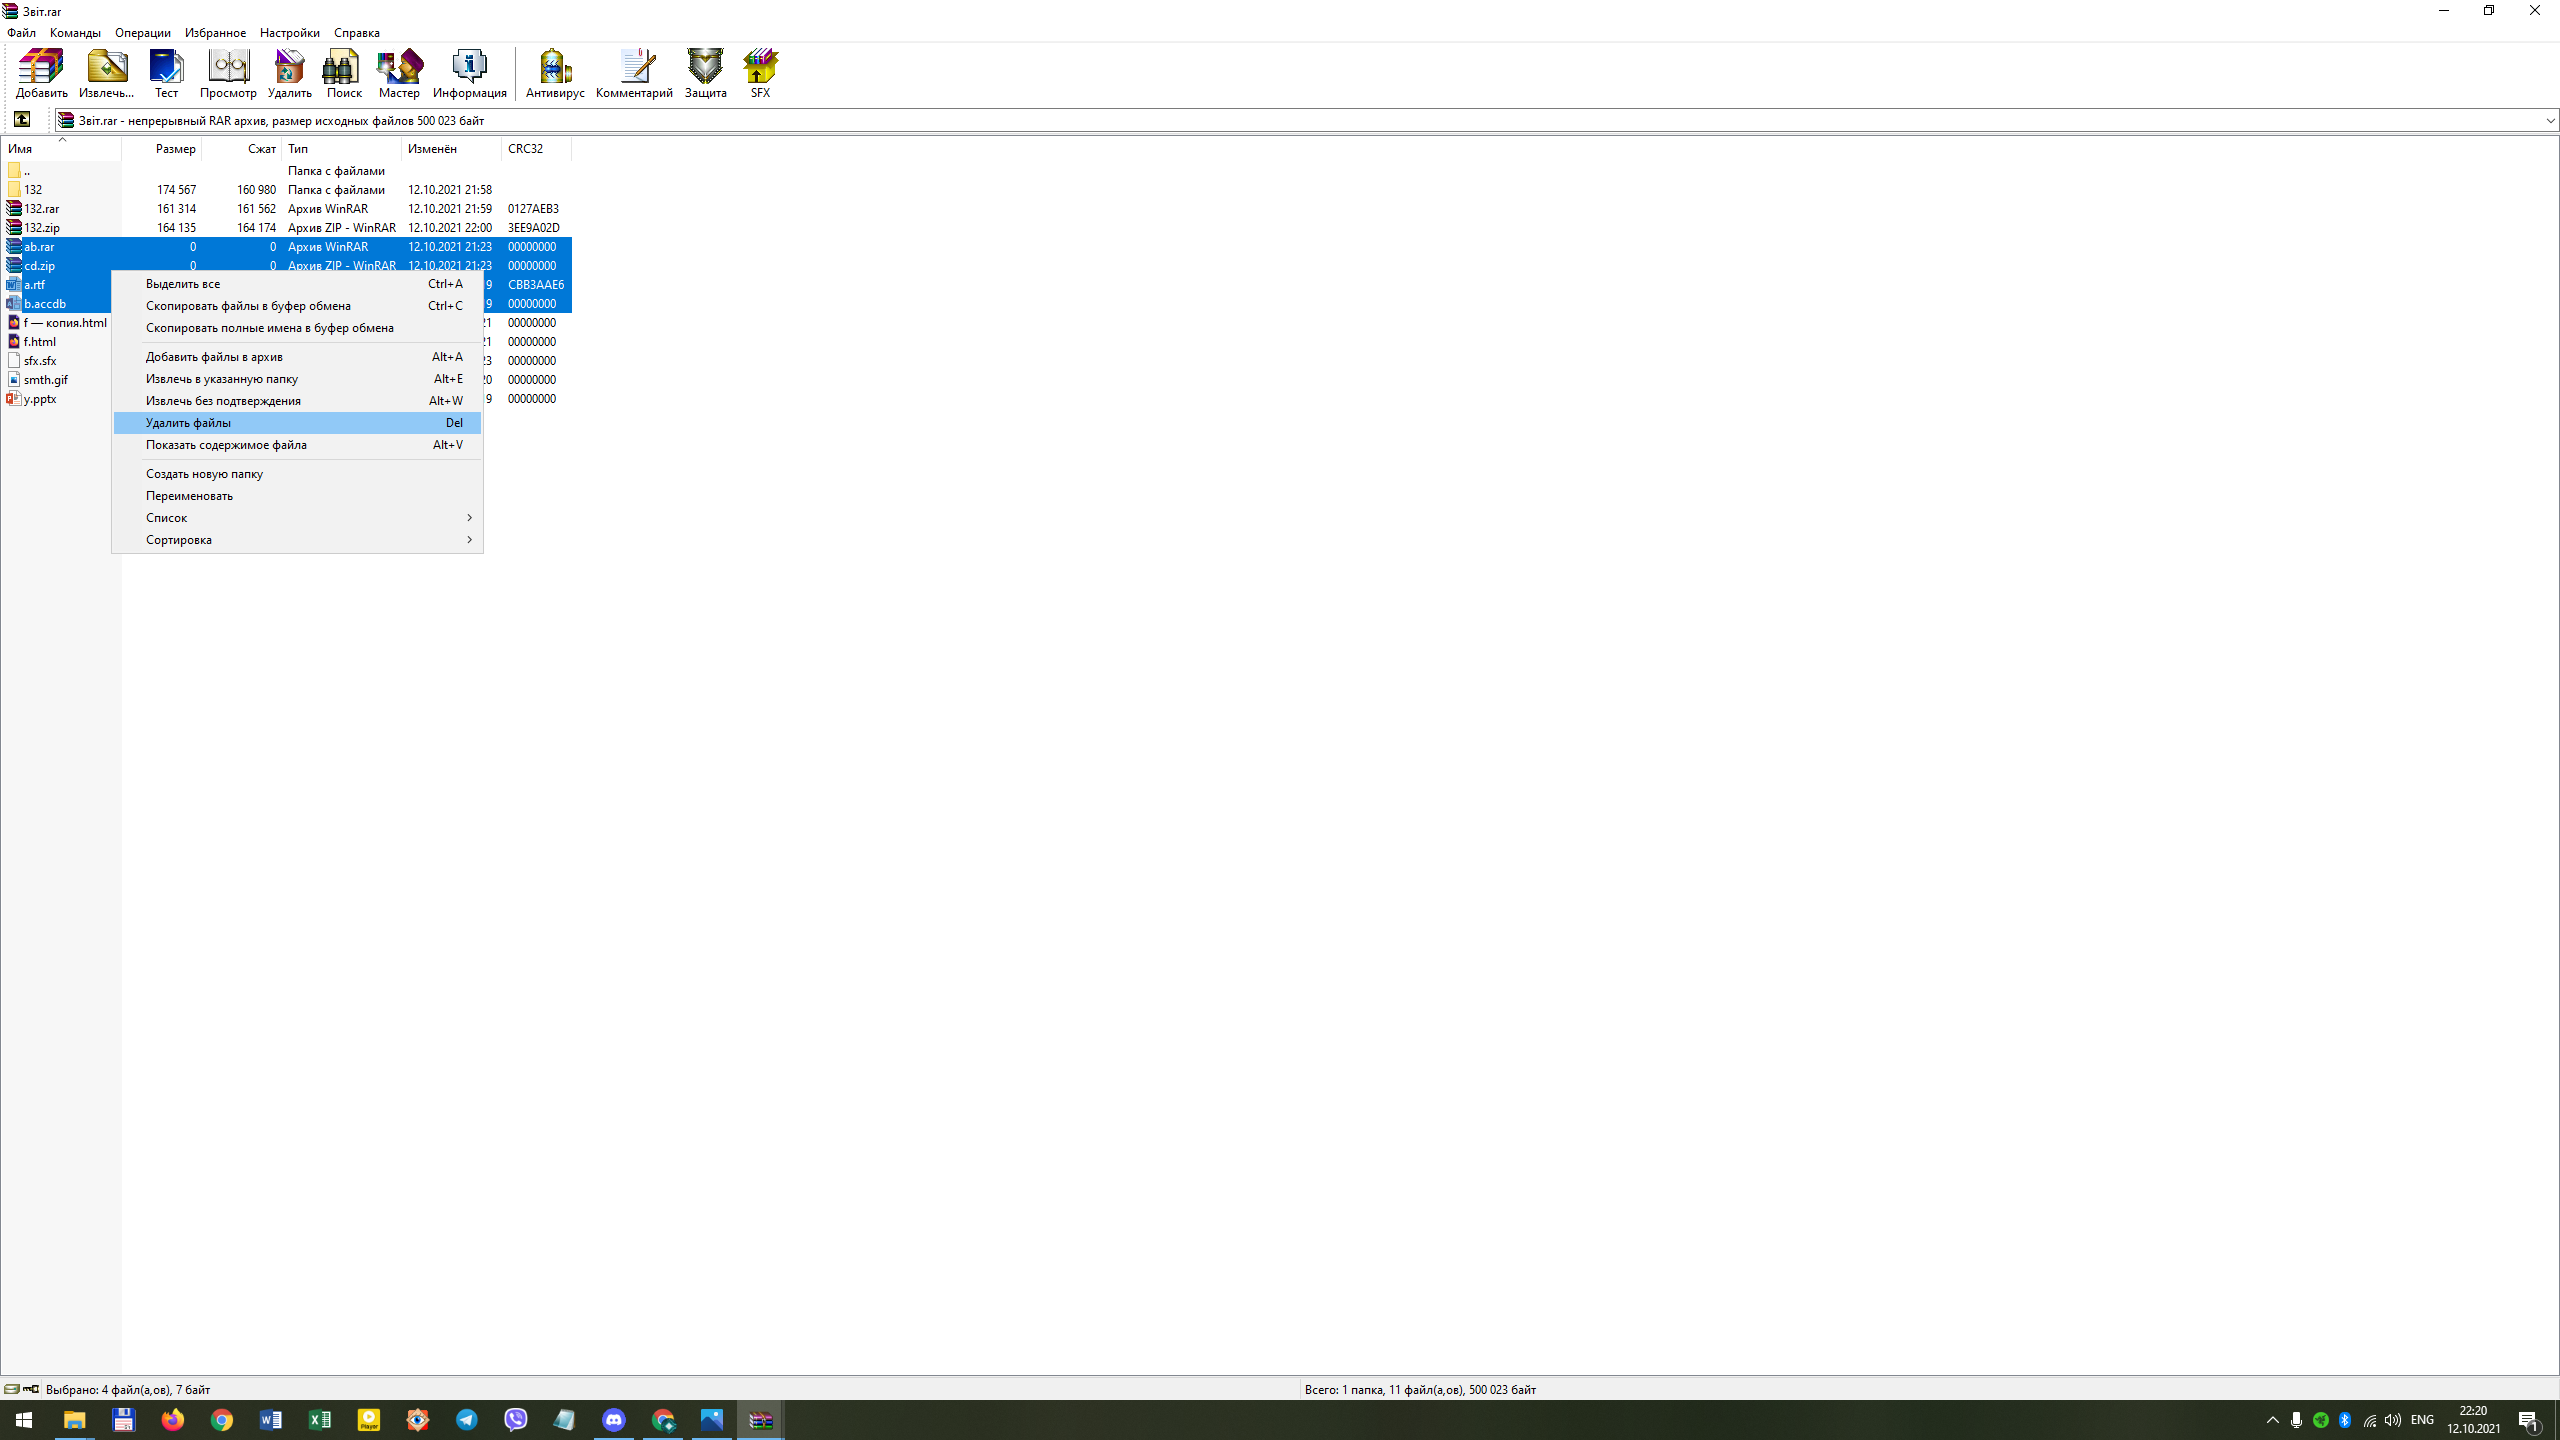 Звіт.rar
Файл Команды Операции Избранное Настройки Справка
Добавить Извлечь... Тест Просмотр Удалить Поиск Мастер Информация Антивирус Комментарий Защита SFX
Звіт.rar - непрерывный RAR архив, размер исходных файлов 500 023 байт
Имя Размер Сжат Тип Изменён CRC32
.. Папка с файлами
132 174 567 160 980 Папка с файлами 12.10.2021 21:58
132.rar 161 314 161 562 Архив WinRAR 12.10.2021 21:59 0127AEB3
132.zip 164 135 164 174 Архив ZIP - WinRAR 12.10.2021 22:00 3EE9A02D
ab.rar 0 0 Архив WinRAR 12.10.2021 21:23 00000000
cd.zip 0 0 Архив ZIP - WinRAR 12.10.2021 21:23 00000000
a.rtf 9 CBB3AAE6
b.accdb 9 00000000
f — копия.html 21 00000000
f.html 21 00000000
sfx.sfx 23 00000000
smth.gif 20 00000000
y.pptx 9 00000000
Выделить все Ctrl+A
Скопировать файлы в буфер обмена Ctrl+C
Скопировать полные имена в буфер обмена
Добавить файлы в архив Alt+A
Извлечь в указанную папку Alt+E
Извлечь без подтверждения Alt+W
Удалить файлы Del
Показать содержимое файла Alt+V
Создать новую папку
Переименовать
Список
Сортировка
Выбрано: 4 файл(а,ов), 7 байт
Всего: 1 папка, 11 файл(а,ов), 500 023 байт
ENG
22:20
12.10.2021
1